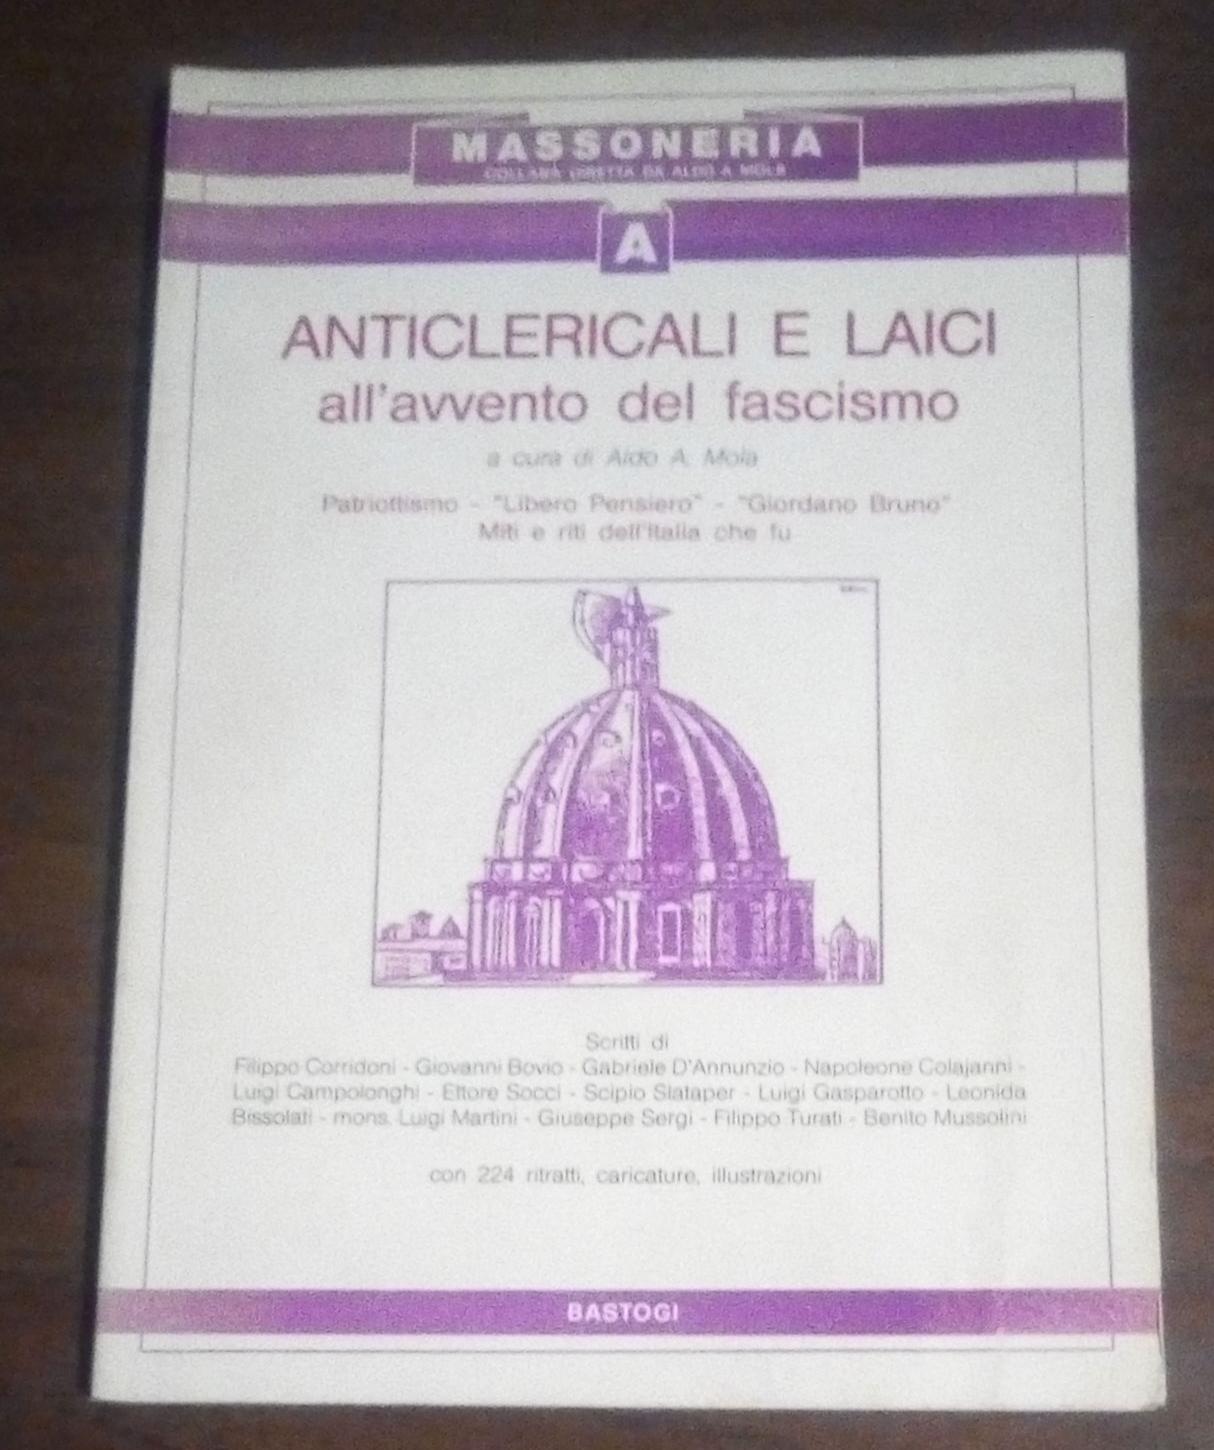 MASSONERIA
COLLANA DIRETTA DA ALDO A. MOLA
A
ANTICLERICALI E LAICI
all'avvento del fascismo
a cura di Aldo A. Mola
Patriottismo - "Libero Pensiero" - "Giordano Bruno"
Miti e riti dell'Italia che fu
Scritti di
Filippo Corridoni - Giovanni Bovio - Gabriele D'Annunzio - Napoleone Colajanni -
Luigi Campolonghi - Ettore Socci - Scipio Slataper - Luigi Gasparotto - Leonida
Bissolati - mons. Luigi Martini - Giuseppe Sergi - Filippo Turati - Benito Mussolini
con 224 ritratti, caricature, illustrazioni
BASTOGI